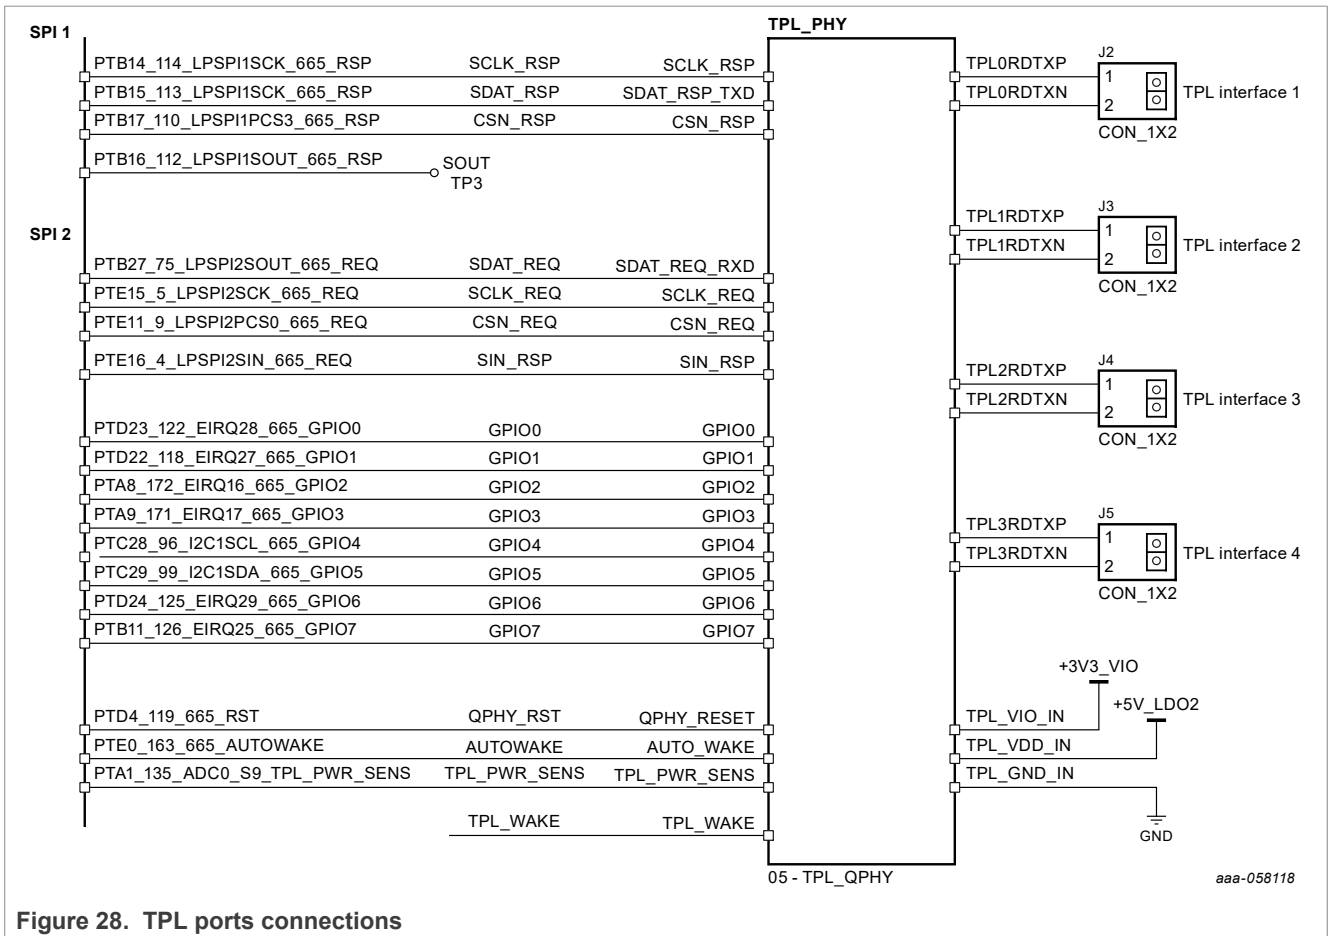 SPI 1 TPL_PHY
PTB14_114_LPSPI1SCK_665_RSP SCLK_RSP SCLK_RSP TPL0RDTXP J2
PTB15_113_LPSPI1SCK_665_RSP SDAT_RSP SDAT_RSP_TXD TPL0RDTXN 1 2 TPL interface 1
PTB17_110_LPSPI1PCS3_665_RSP CSN_RSP CSN_RSP CON_1X2
PTB16_112_LPSPI1SOUT_665_RSP SOUT
TP3
TPL1RDTXP J3
SPI 2 TPL1RDTXN 1 2 TPL interface 2
PTB27_75_LPSPI2SOUT_665_REQ SDAT_REQ SDAT_REQ_RXD CON_1X2
PTE15_5_LPSPI2SCK_665_REQ SCLK_REQ SCLK_REQ
PTE11_9_LPSPI2PCS0_665_REQ CSN_REQ CSN_REQ
PTE16_4_LPSPI2SIN_665_REQ SIN_RSP SIN_RSP TPL2RDTXP J4
TPL2RDTXN 1 2 TPL interface 3
PTD23_122_EIRQ28_665_GPIO0 GPIO0 GPIO0 CON_1X2
PTD22_118_EIRQ27_665_GPIO1 GPIO1 GPIO1
PTA8_172_EIRQ16_665_GPIO2 GPIO2 GPIO2
PTA9_171_EIRQ17_665_GPIO3 GPIO3 GPIO3 TPL3RDTXP J5
PTC28_96_I2C1SCL_665_GPIO4 GPIO4 GPIO4 TPL3RDTXN 1 2 TPL interface 4
PTC29_99_I2C1SDA_665_GPIO5 GPIO5 GPIO5 CON_1X2
PTD24_125_EIRQ29_665_GPIO6 GPIO6 GPIO6
PTB11_126_EIRQ25_665_GPIO7 GPIO7 GPIO7
+3V3_VIO
+5V_LDO2
PTD4_119_665_RST QPHY_RST QPHY_RESET TPL_VIO_IN
PTE0_163_665_AUTOWAKE AUTOWAKE AUTO_WAKE TPL_VDD_IN
PTA1_135_ADC0_S9_TPL_PWR_SENS TPL_PWR_SENS TPL_PWR_SENS TPL_GND_IN
TPL_WAKE TPL_WAKE GND
05 - TPL_QPHY aaa-058118
Figure 28. TPL ports connections